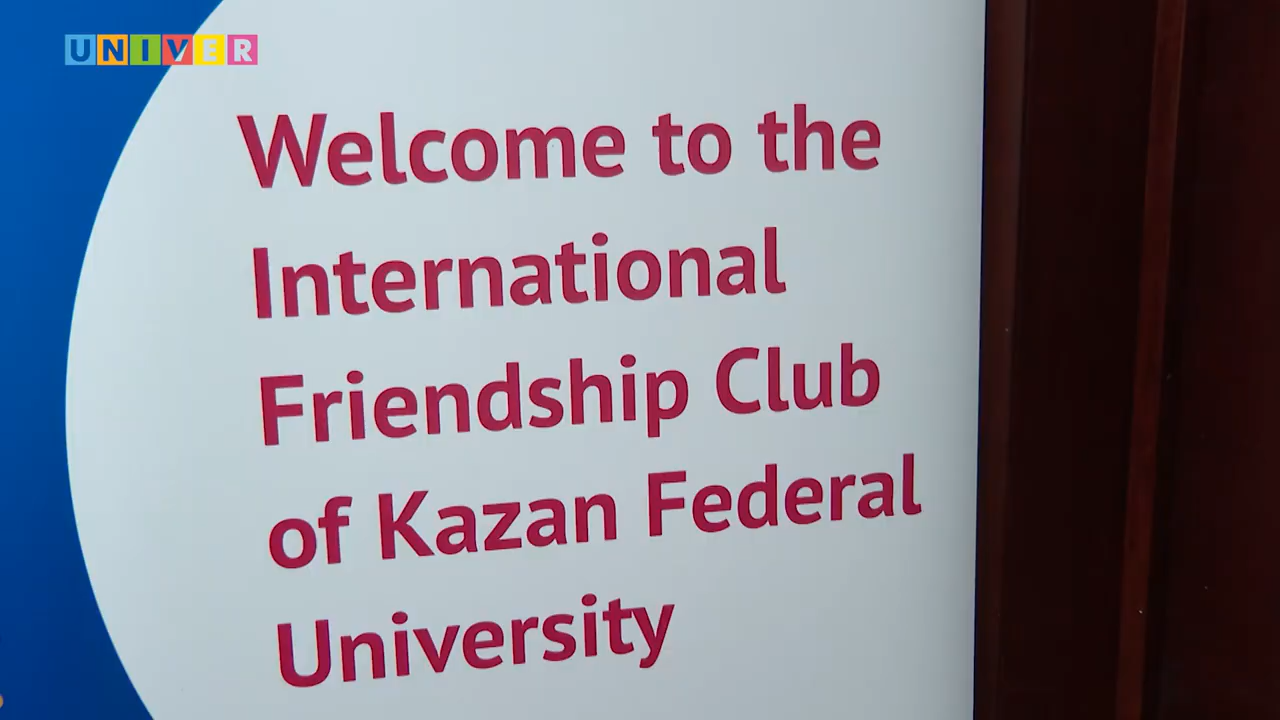 UNIVER
Welcome to the
International
Friendship Club
of Kazan Federal
University